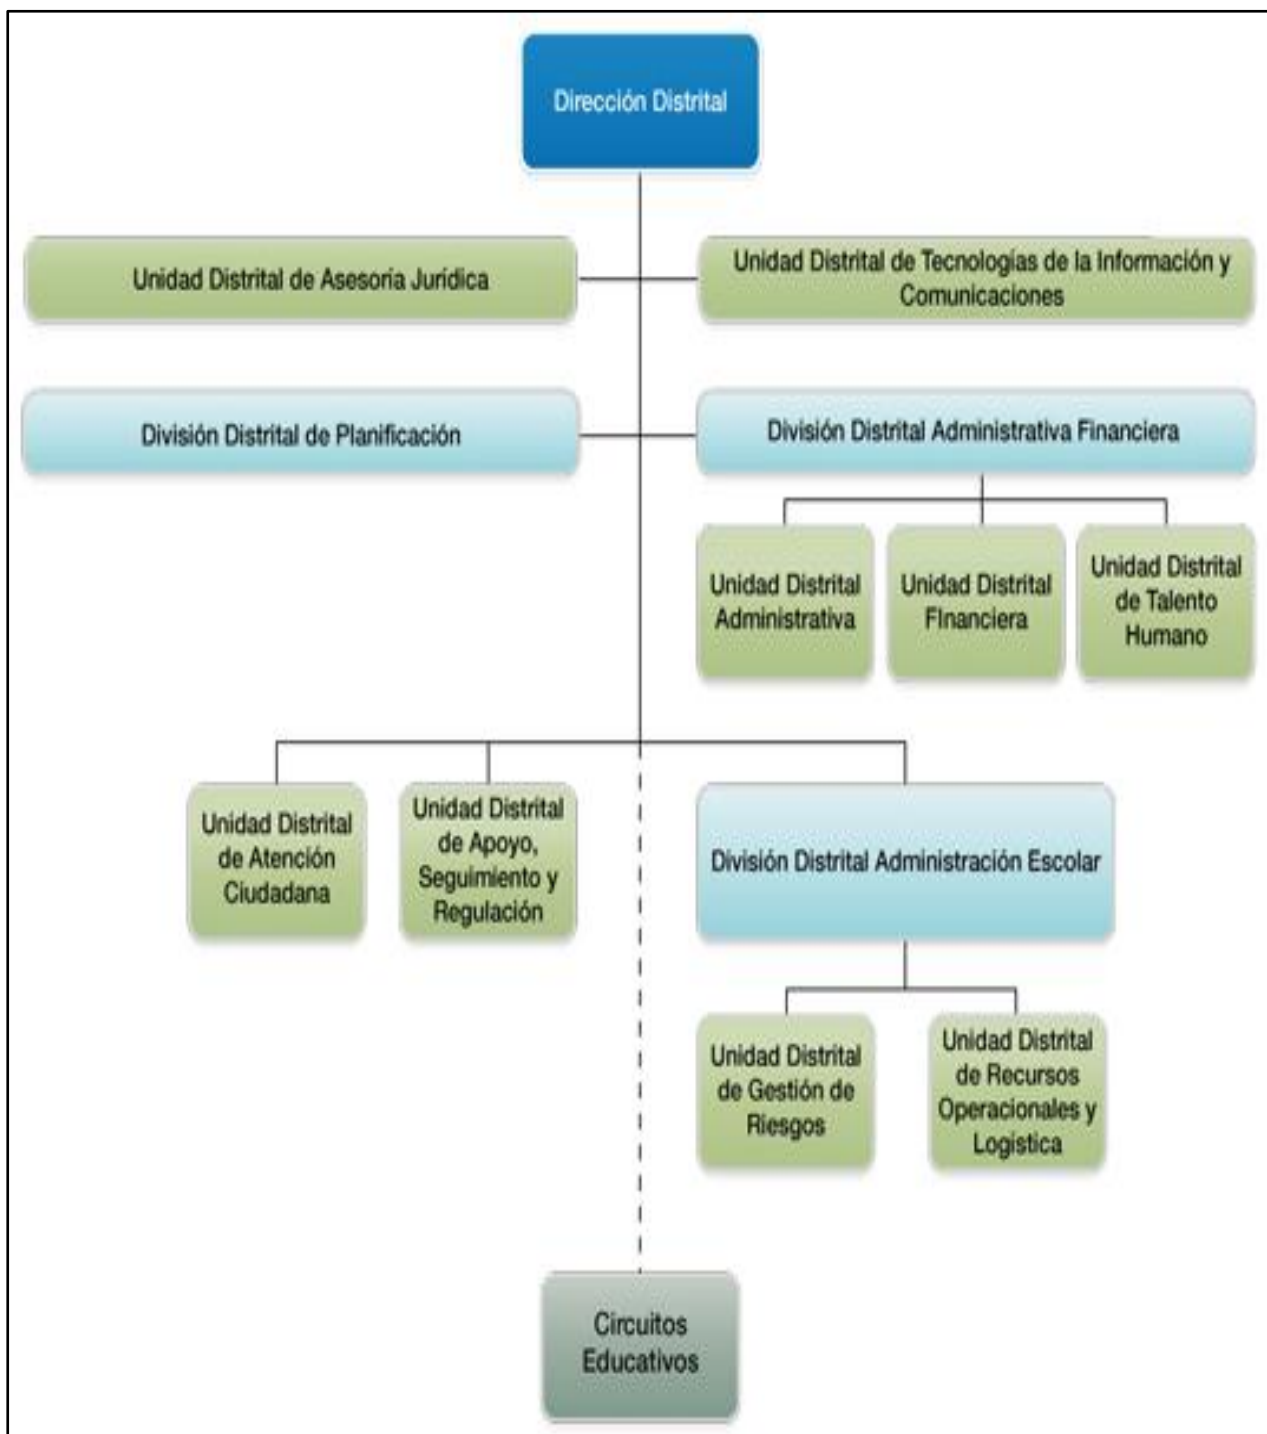 Dirección Distrital
Unidad Distrital de Asesoría Jurídica
Unidad Distrital de Tecnologías de la Información y
Comunicaciones
División Distrital de Planificación
División Distrital Administrativa Financiera
Unidad Distrital
Administrativa
Unidad Distrital
FInanciera
Unidad Distrital
de Talento
Humano
Unidad Distrital
de Atención
Ciudadana
Unidad Distrital
de Apoyo,
Seguimiento y
Regulación
División Distrital Administración Escolar
Unidad Distrital
de Gestión de
Riesgos
Unidad Distrital
de Recursos
Operacionales y
Logística
Circuitos
Educativos